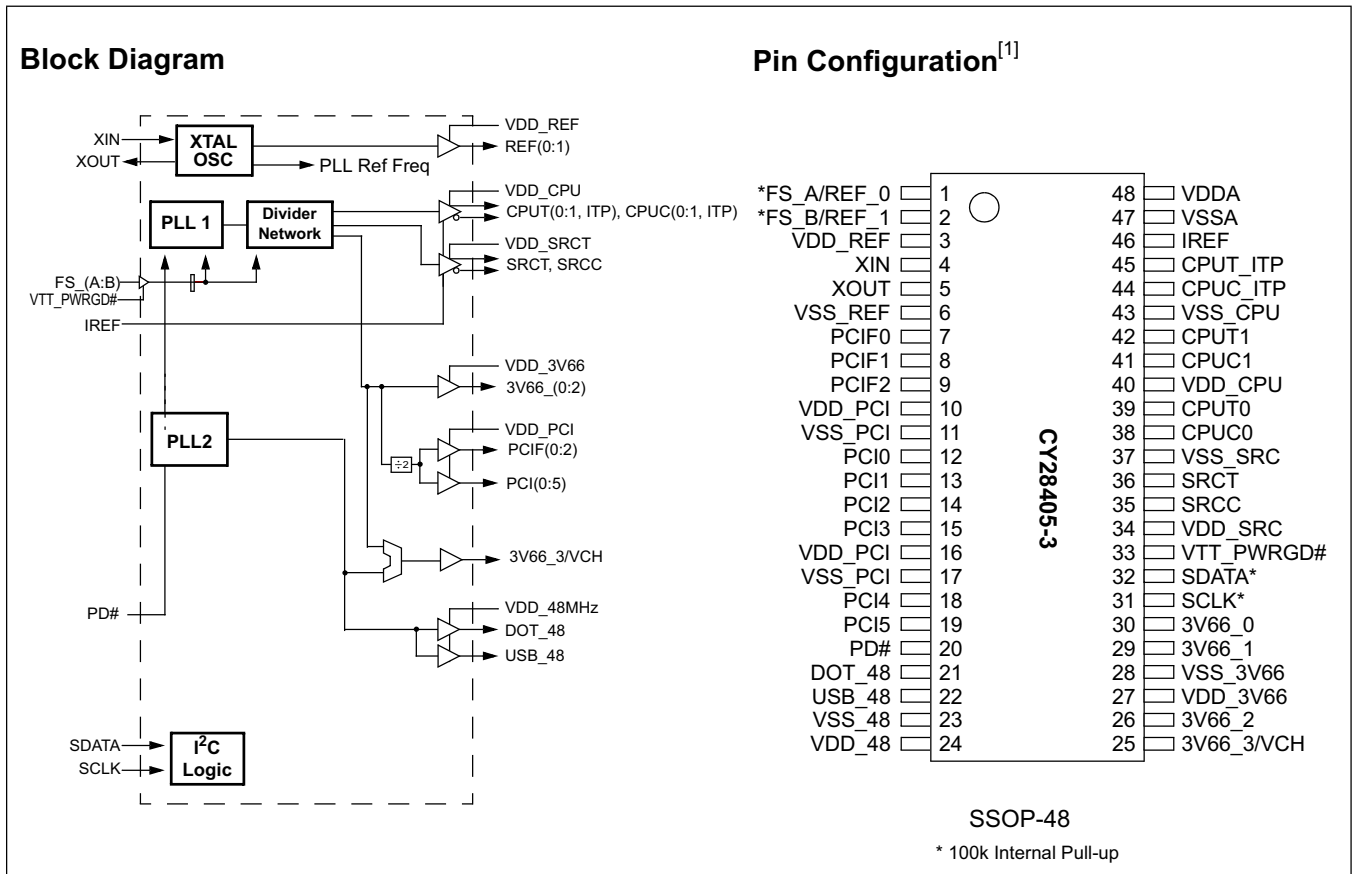 Block Diagram
XIN
XOUT
XTAL
OSC
PLL Ref Freq
VDD_REF
REF(0:1)
VDD_CPU
CPUT(0:1, ITP), CPUC(0:1, ITP)
PLL 1
Divider
Network
VDD_SRCT
SRCT, SRCC
FS_(A:B)
VTT_PWRGD#
IREF
VDD_3V66
3V66_(0:2)
PLL2
VDD_PCI
PCIF(0:2)
÷2
PCI(0:5)
3V66_3/VCH
PD#
VDD_48MHz
DOT_48
USB_48
SDATA
SCLK
I2C
Logic
Pin Configuration[1]
*FS_A/REF_0 1 48 VDDA
*FS_B/REF_1 2 47 VSSA
VDD_REF 3 46 IREF
XIN 4 45 CPUT_ITP
XOUT 5 44 CPUC_ITP
VSS_REF 6 43 VSS_CPU
PCIF0 7 42 CPUT1
PCIF1 8 41 CPUC1
PCIF2 9 40 VDD_CPU
VDD_PCI 10 39 CPUT0
VSS_PCI 11 38 CPUC0
PCI0 12 37 VSS_SRC
PCI1 13 36 SRCT
PCI2 14 35 SRCC
PCI3 15 34 VDD_SRC
VDD_PCI 16 33 VTT_PWRGD#
VSS_PCI 17 32 SDATA*
PCI4 18 31 SCLK*
PCI5 19 30 3V66_0
PD# 20 29 3V66_1
DOT_48 21 28 VSS_3V66
USB_48 22 27 VDD_3V66
VSS_48 23 26 3V66_2
VDD_48 24 25 3V66_3/VCH
CY28405-3
SSOP-48
* 100k Internal Pull-up